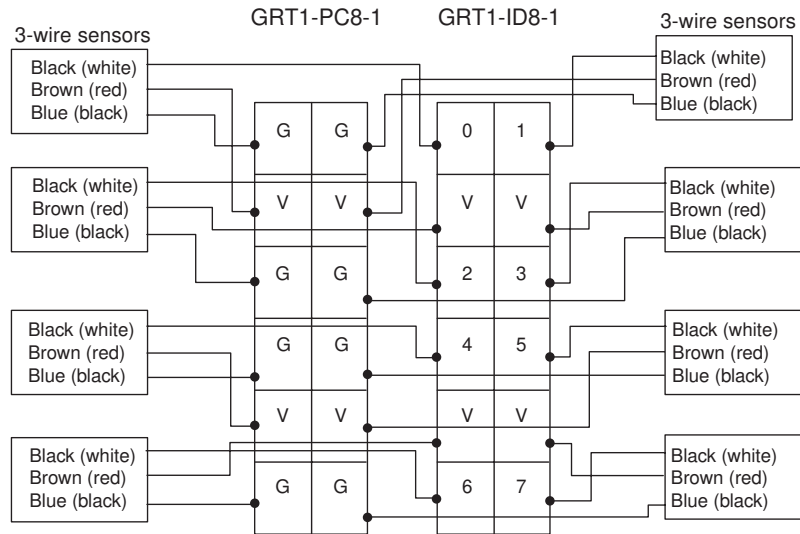 GRT1-PC8-1 GRT1-ID8-1
3-wire sensors
Black (white)
Brown (red)
Blue (black)
3-wire sensors
Black (white)
Brown (red)
Blue (black)
G G 0 1
Black (white)
Brown (red)
Blue (black)
V V V V
Black (white)
Brown (red)
Blue (black)
G G 2 3
Black (white)
Brown (red)
Blue (black)
G G 4 5
Black (white)
Brown (red)
Blue (black)
V V V V
Black (white)
Brown (red)
Blue (black)
G G 6 7
Black (white)
Brown (red)
Blue (black)